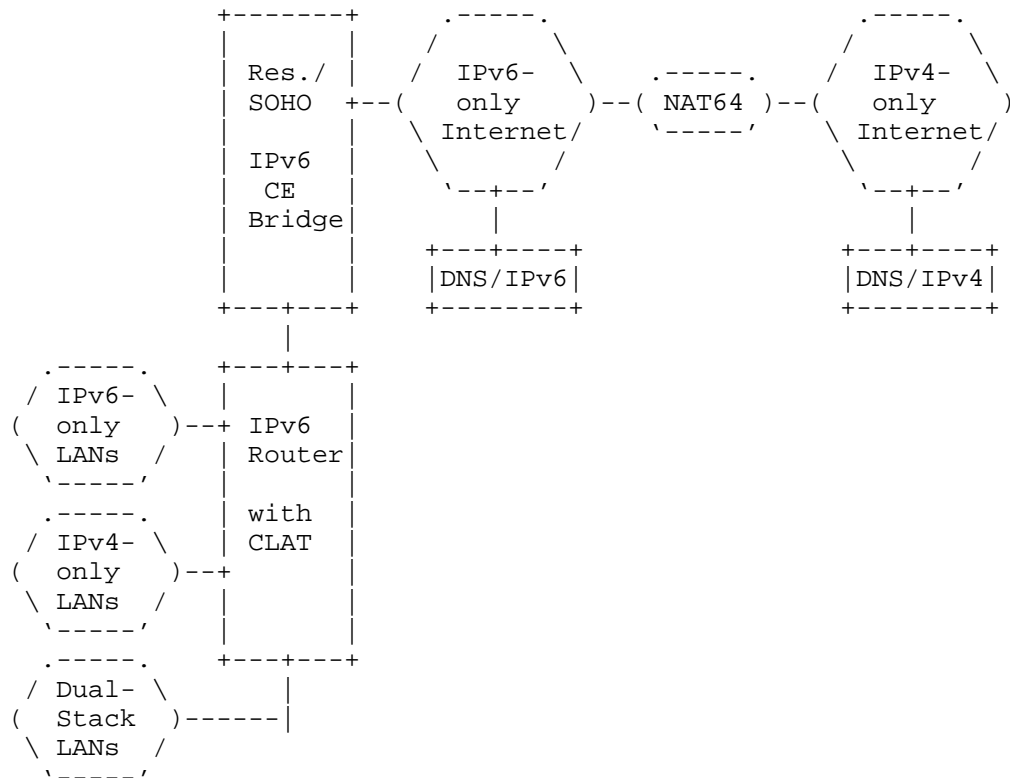 Res./
SOHO
IPv6
CE
Bridge
IPv6-
only
Internet
NAT64
IPv4-
only
Internet
DNS/IPv6
DNS/IPv4
IPv6-
only
LANs
IPv6
Router
with
CLAT
IPv4-
only
LANs
Dual-
Stack
LANs